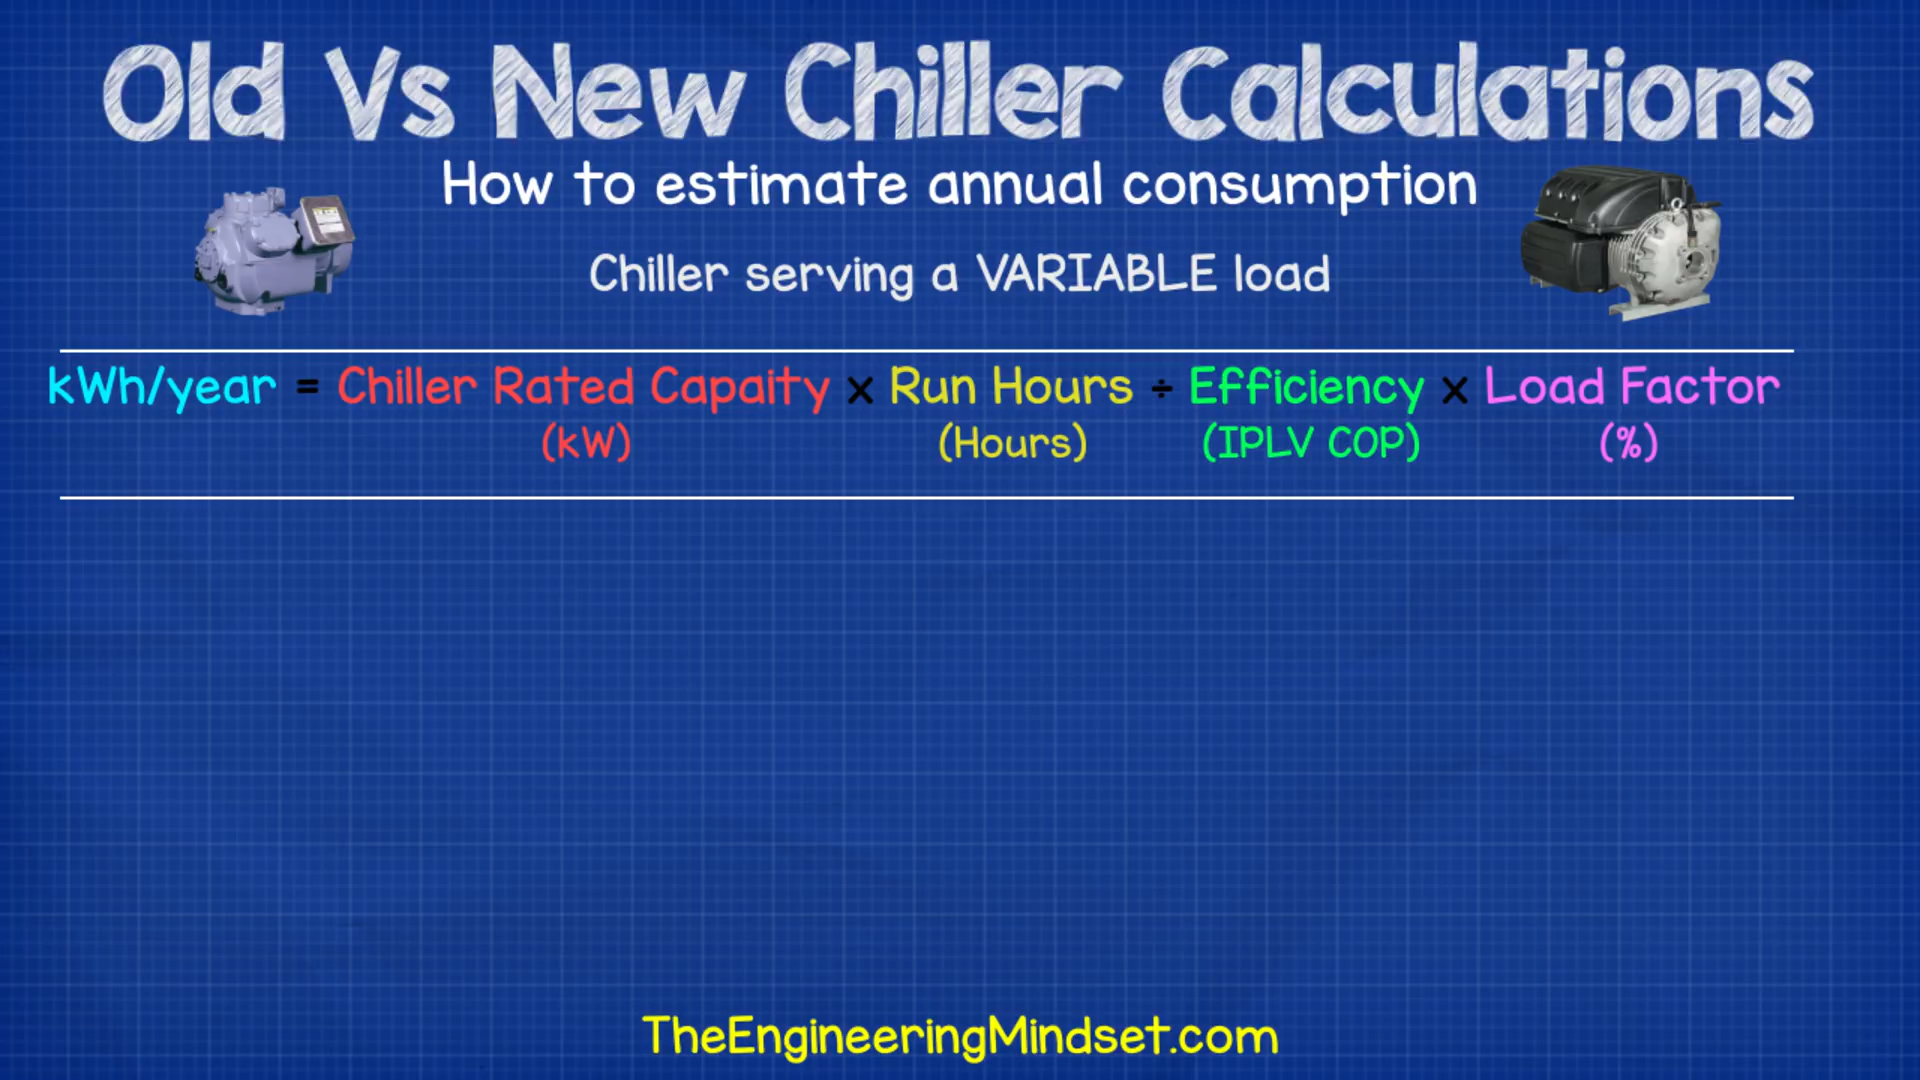 Old Vs New Chiller Calculations
How to estimate annual consumption
Chiller serving a VARIABLE load
kWh/year = Chiller Rated Capaity x Run Hours ÷ Efficiency x Load Factor
(kW) (Hours) (IPLV COP) (%)
TheEngineeringMindset.com